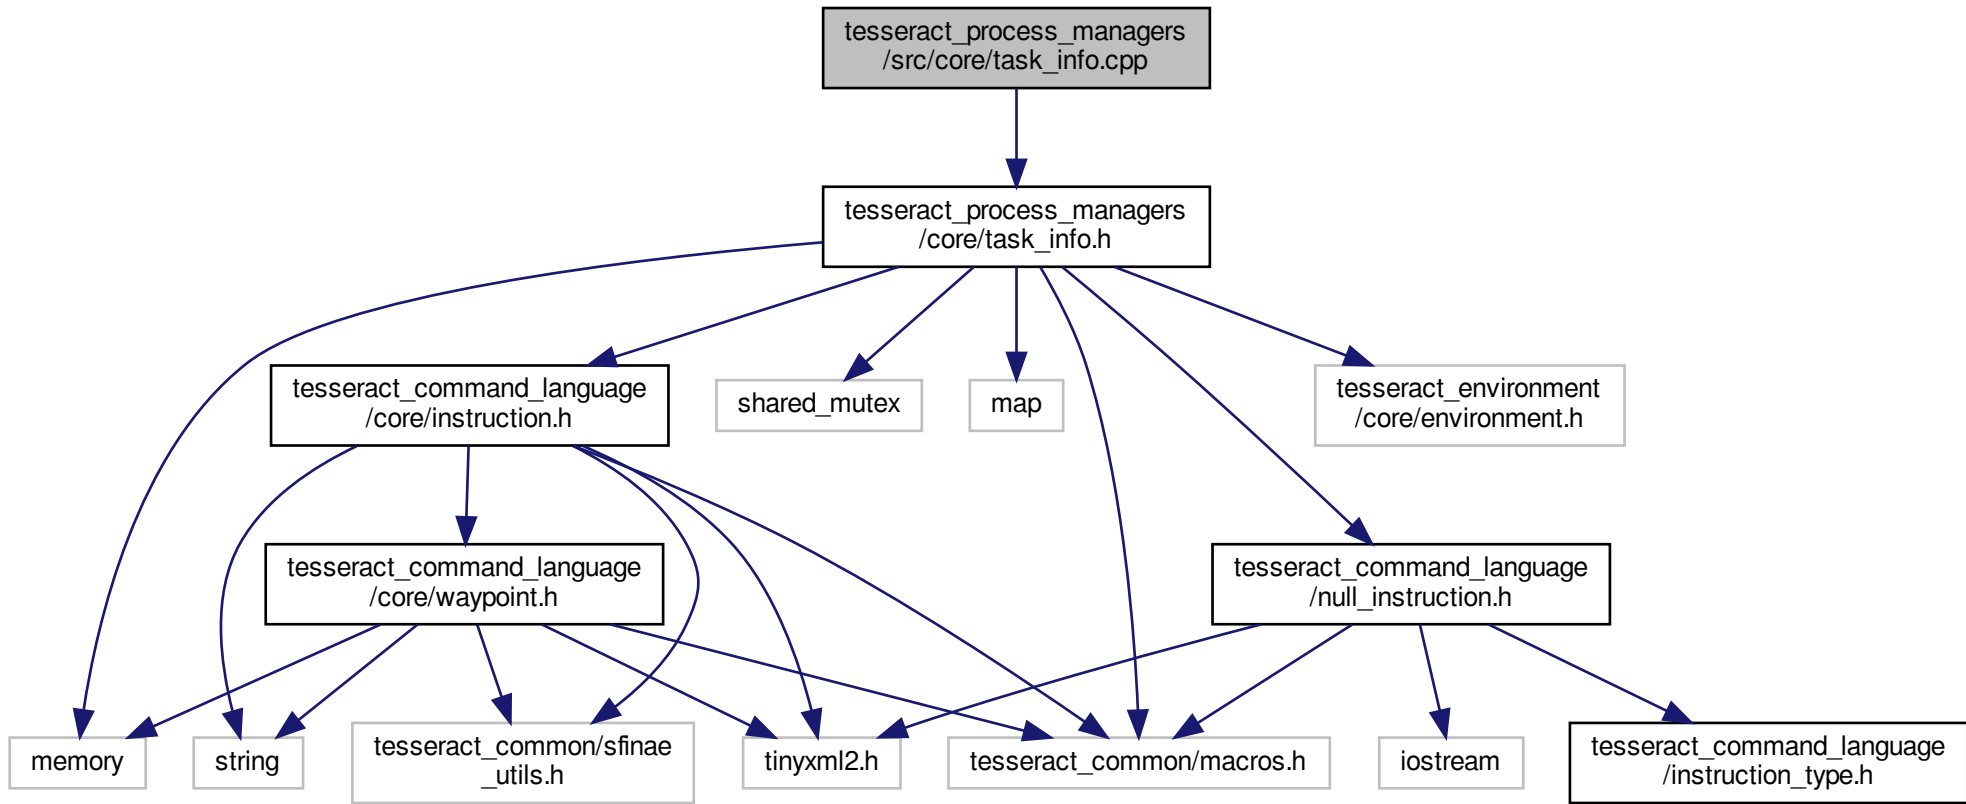 tesseract_process_managers
/src/core/task_info.cpp
tesseract_process_managers
/core/task_info.h
tesseract_command_language
/core/instruction.h
shared_mutex
map
tesseract_environment
/core/environment.h
tesseract_command_language
/core/waypoint.h
tesseract_command_language
/null_instruction.h
memory
string
tesseract_common/sfinae
_utils.h
tinyxml2.h
tesseract_common/macros.h
iostream
tesseract_command_language
/instruction_type.h